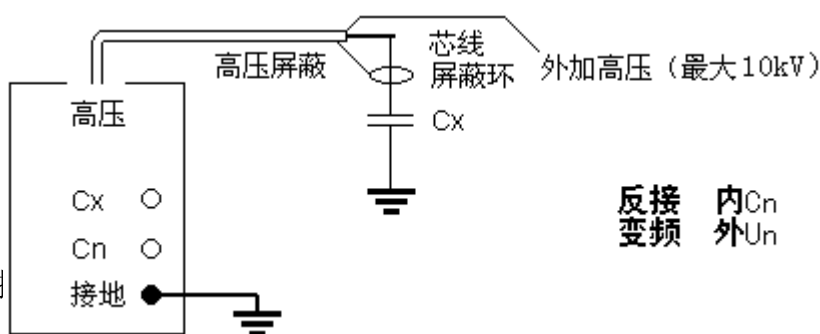 芯线
高压屏蔽
屏蔽环
外加高压（最大10kV）
高压
Cx
Cx
Cn
接地
反接 内Cn
变频 外Un